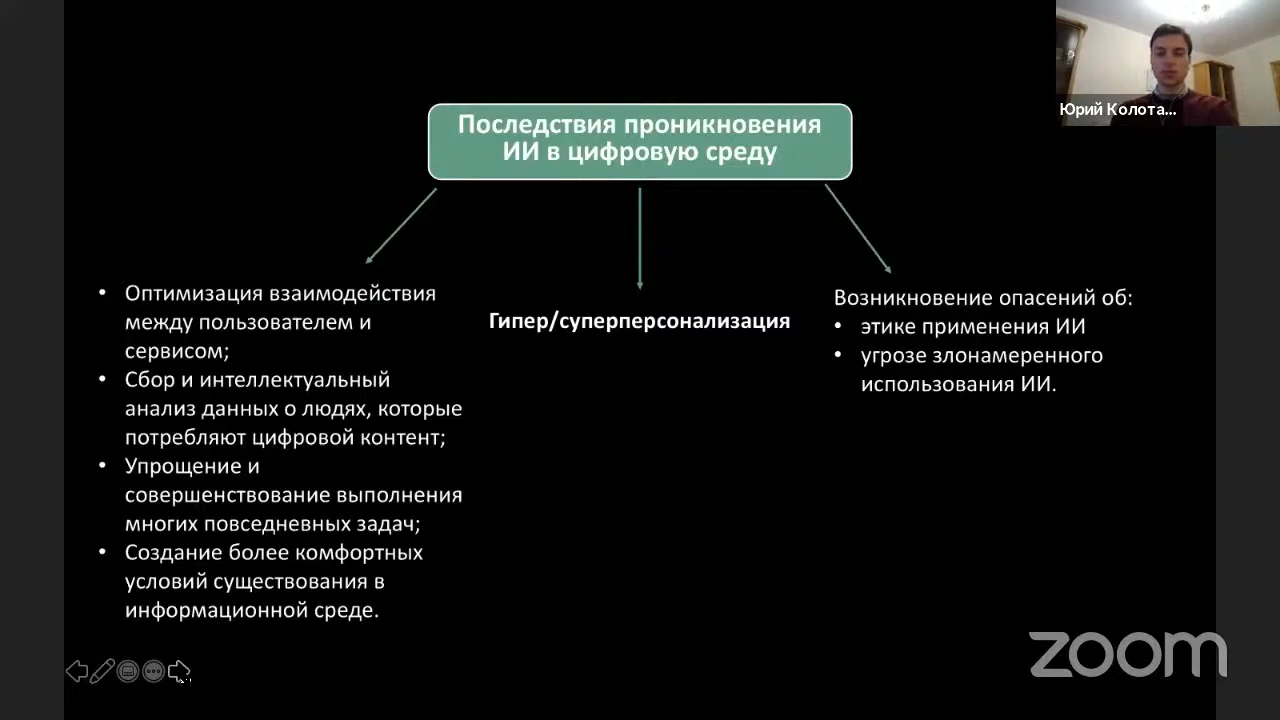 Последствия проникновения
ИИ в цифровую среду
Юрий Колота...
• Оптимизация взаимодействия
между пользователем и
сервисом;
• Сбор и интеллектуальный
анализ данных о людях, которые
потребляют цифровой контент;
• Упрощение и
совершенствование выполнения
многих повседневных задач;
• Создание более комфортных
условий существования в
информационной среде.
Гипер/суперперсонализация
Возникновение опасений об:
• этике применения ИИ
• угрозе злонамеренного
использования ИИ.
zoom